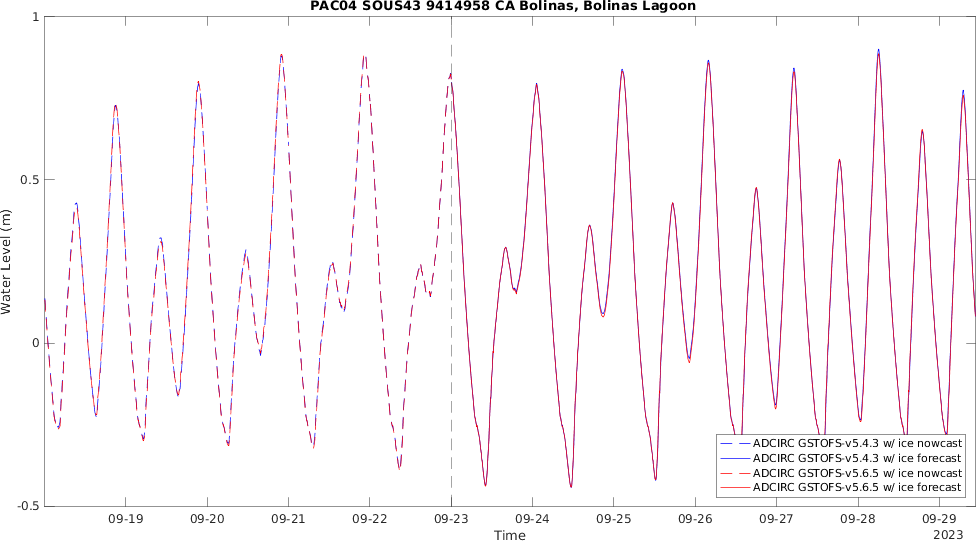 PAC04 SOUS43 9414958 CA Bolinas, Bolinas Lagoon
1
0.5
0
-0.5
Water Level (m)
09-19 09-20 09-21 09-22 09-23 09-24 09-25 09-26 09-27 09-28 09-29
Time
2023
ADCIRC GSTOFS-v5.4.3 w/ ice nowcast
ADCIRC GSTOFS-v5.4.3 w/ ice forecast
ADCIRC GSTOFS-v5.6.5 w/ ice nowcast
ADCIRC GSTOFS-v5.6.5 w/ ice forecast